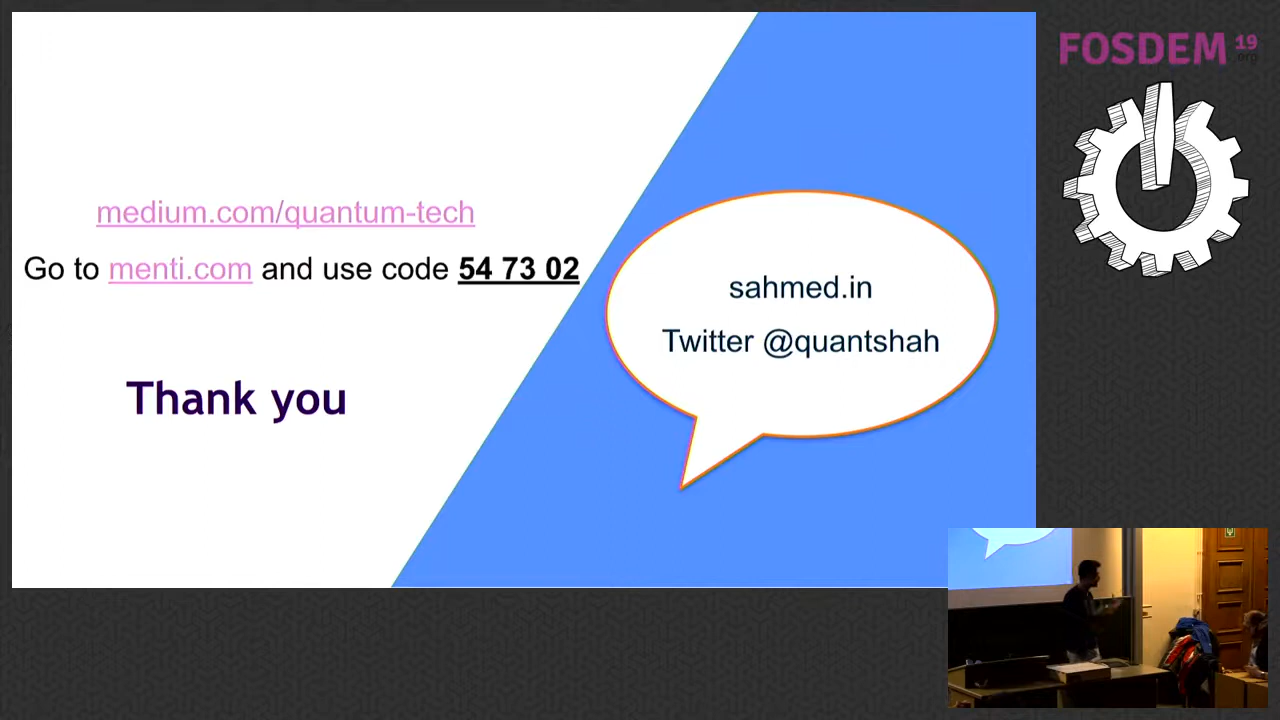 FOSDEM 19
.org
medium.com/quantum-tech
Go to menti.com and use code 54 73 02
Thank you
sahmed.in
Twitter @quantshah